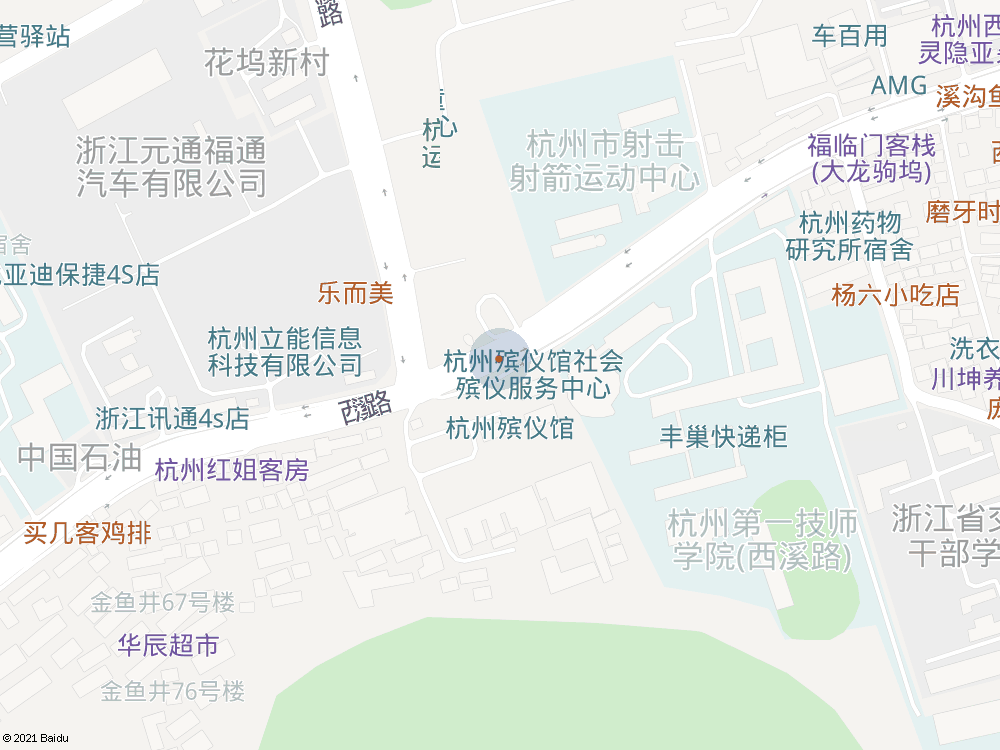 路
营驿站
花坞新村
车百用
杭州西
灵隐亚
AMG
溪沟鱼
心
杭
运
浙江元通福通
汽车有限公司
杭州市射击
射箭运动中心
福临门客栈
(大龙驹坞)
西
磨牙时
杭州药物
研究所宿舍
宿舍
亚迪保捷4S店
乐而美
杨六小吃店
杭州立能信息
科技有限公司
杭州殡仪馆社会
殡仪服务中心
洗衣
川坤养
西溪路
浙江讯通4s店
杭州殡仪馆
丰巢快递柜
中国石油
杭州红姐客房
买几客鸡排
杭州第一技师
学院(西溪路)
浙江省交
干部学
金鱼井67号楼
华辰超市
金鱼井76号楼
© 2021 Baidu